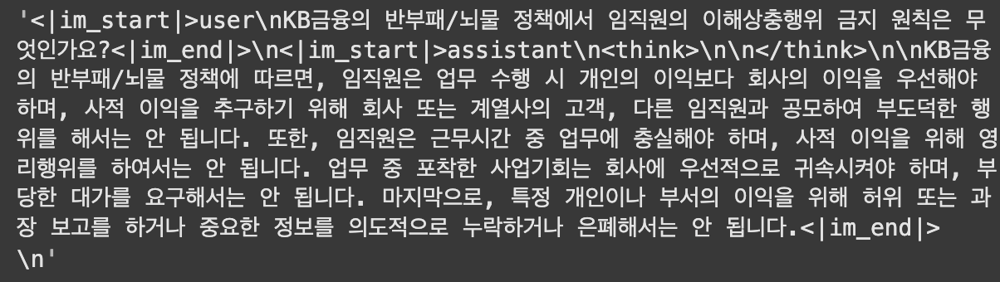 '<|im_start|>user\nKB금융의 반부패/뇌물 정책에서 임직원의 이해상충행위 금지 원칙은 무
엇인가요?<|im_end|>\n<|im_start|>assistant\n<think>\n\n</think>\n\nKB금융
의 반부패/뇌물 정책에 따르면, 임직원은 업무 수행 시 개인의 이익보다 회사의 이익을 우선해야
하며, 사적 이익을 추구하기 위해 회사 또는 계열사의 고객, 다른 임직원과 공모하여 부도덕한 행
위를 해서는 안 됩니다. 또한, 임직원은 근무시간 중 업무에 충실해야 하며, 사적 이익을 위해 영
리행위를 하여서는 안 됩니다. 업무 중 포착한 사업기회는 회사에 우선적으로 귀속시켜야 하며, 부
당한 대가를 요구해서는 안 됩니다. 마지막으로, 특정 개인이나 부서의 이익을 위해 허위 또는 과
장 보고를 하거나 중요한 정보를 의도적으로 누락하거나 은폐해서는 안 됩니다.<|im_end|>
\n'